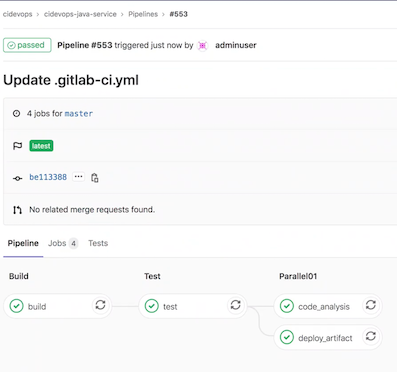 cidevops › cidevops-java-service › Pipelines › #553
passed Pipeline #553 triggered just now by adminuser
Update .gitlab-ci.yml
4 jobs for master
latest
be113388 ···
No related merge requests found.
Pipeline Jobs 4 Tests
Build Test Parallel01
build test code_analysis
deploy_artifact